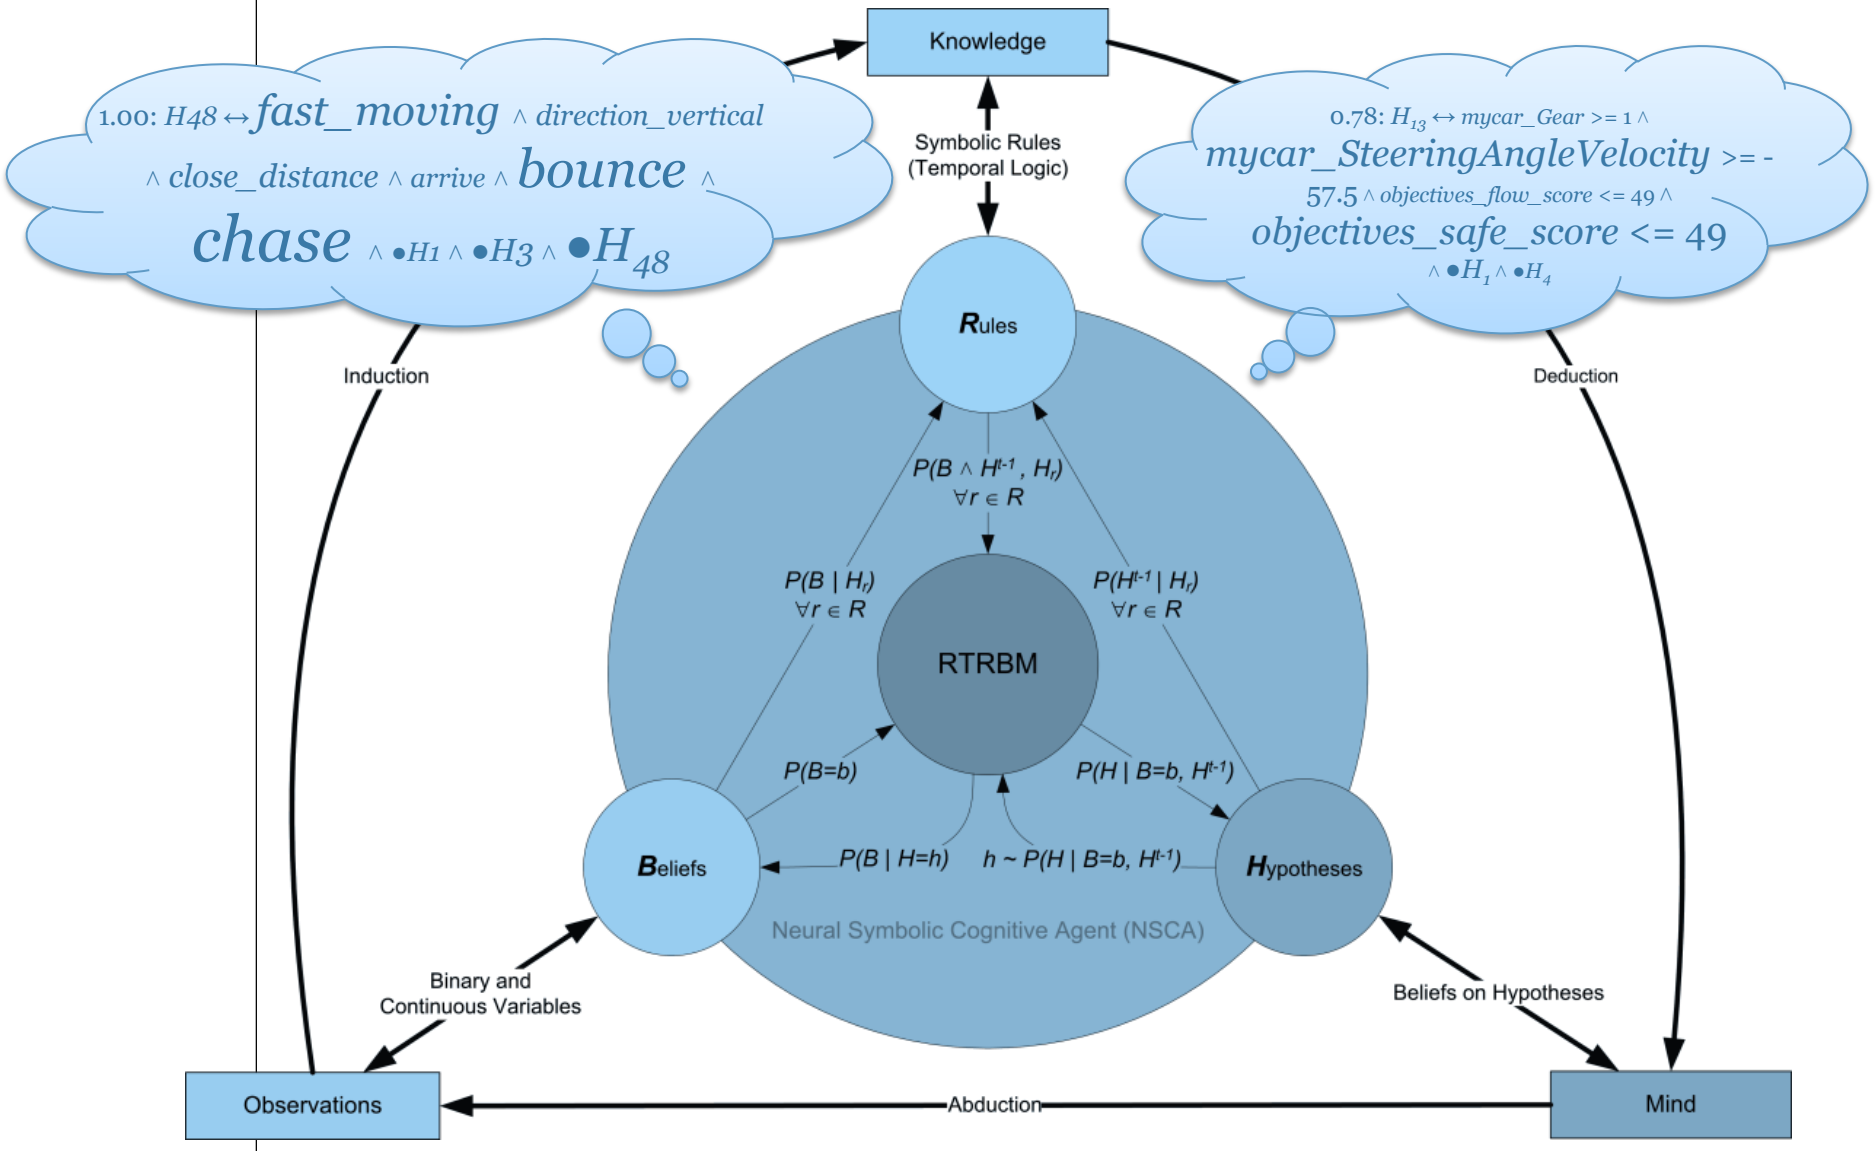 Knowledge
1.00: H48 ↔ fast_moving ∧ direction_vertical
∧ close_distance ∧ arrive ∧ bounce ∧
chase ∧ ●H1 ∧ ●H3 ∧ ●H48
0.78: H13 ↔ mycar_Gear >= 1 ∧
mycar_SteeringAngleVelocity >= -
57.5 ∧ objectives_flow_score <= 49 ∧
objectives_safe_score <= 49
∧ ●H1 ∧ ●H4
Symbolic Rules
(Temporal Logic)
Rules
Induction
Deduction
P(B ∧ Ht-1 , Hr)
∀r ∈ R
P(B | Hr)
∀r ∈ R
P(Ht-1 | Hr)
∀r ∈ R
RTRBM
P(B=b)
P(H | B=b, Ht-1)
P(B | H=h)
h ~ P(H | B=b, Ht-1)
Beliefs
Hypotheses
Neural Symbolic Cognitive Agent (NSCA)
Binary and
Continuous Variables
Beliefs on Hypotheses
Observations
Abduction
Mind